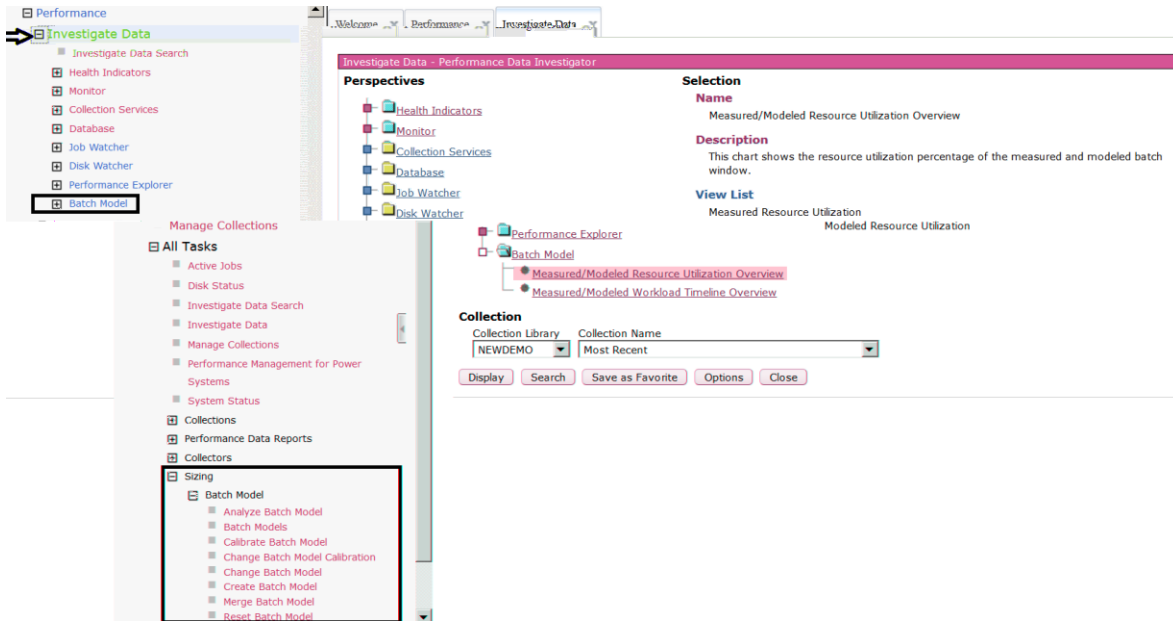 Performance
Investigate Data
Investigate Data Search
Health Indicators
Monitor
Collection Services
Database
Job Watcher
Disk Watcher
Performance Explorer
Batch Model
Manage Collections
All Tasks
Active Jobs
Disk Status
Investigate Data Search
Investigate Data
Manage Collections
Performance Management for Power
Systems
System Status
Collections
Performance Data Reports
Collectors
Sizing
Batch Model
Analyze Batch Model
Batch Models
Calibrate Batch Model
Change Batch Model Calibration
Change Batch Model
Create Batch Model
Merge Batch Model
Reset Batch Model
Welcome Performance Investigate Data
Investigate Data - Performance Data Investigator
Perspectives
Health Indicators
Monitor
Collection Services
Database
Job Watcher
Disk Watcher
Performance Explorer
Batch Model
Measured/Modeled Resource Utilization Overview
Measured/Modeled Workload Timeline Overview
Selection
Name
Measured/Modeled Resource Utilization Overview
Description
This chart shows the resource utilization percentage of the measured and modeled batch
window.
View List
Measured Resource Utilization
Modeled Resource Utilization
Collection
Collection Library Collection Name
NEWDEMO Most Recent
Display Search Save as Favorite Options Close